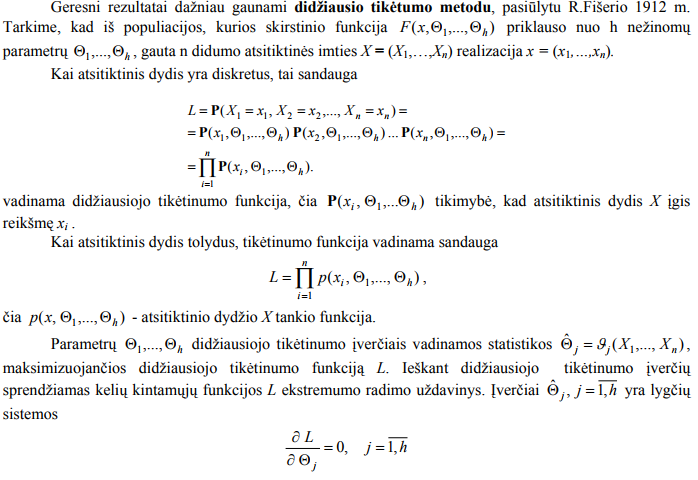 Geresni rezultatai dažniau gaunami didžiausio tikėtumo metodu, pasiūlytu R.Fišerio 1912 m.
Tarkime, kad iš populiacijos, kurios skirstinio funkcija F(x,Θ₁,...,Θₕ) priklauso nuo h nežinomų
parametrų Θ₁,...,Θₕ, gauta n didumo atsitiktinės imties X = (X₁,…,Xₙ) realizacija x = (x₁,...,xₙ).
Kai atsitiktinis dydis yra diskretus, tai sandauga
L = P(X₁ = x₁, X₂ = x₂,..., Xₙ = xₙ) =
= P(x₁,Θ₁,...,Θₕ) P(x₂,Θ₁,...,Θₕ)... P(xₙ,Θ₁,...,Θₕ) =
= ∏ⁿᵢ₌₁ P(xᵢ,Θ₁,...,Θₕ).
vadinama didžiausiojo tikėtinumo funkcija, čia P(xᵢ,Θ₁,...Θₕ) tikimybė, kad atsitiktinis dydis X įgis
reikšmę xᵢ.
Kai atsitiktinis dydis tolydus, tikėtinumo funkcija vadinama sandauga
L = ∏ⁿᵢ₌₁ p(xᵢ,Θ₁,...,Θₕ),
čia p(x,Θ₁,...,Θₕ) - atsitiktinio dydžio X tankio funkcija.
Parametrų Θ₁,...,Θₕ didžiausiojo tikėtinumo įverčiais vadinamos statistikos Θ̂ⱼ = ϑⱼ(X₁,...,Xₙ),
maksimizuojančios didžiausiojo tikėtinumo funkciją L. Ieškant didžiausiojo tikėtinumo įverčių
sprendžiamas kelių kintamųjų funkcijos L ekstremumo radimo uždavinys. Įverčiai Θ̂ⱼ, j = 1,h̅ yra lygčių
sistemos
∂L/∂Θⱼ = 0, j = 1,h̅